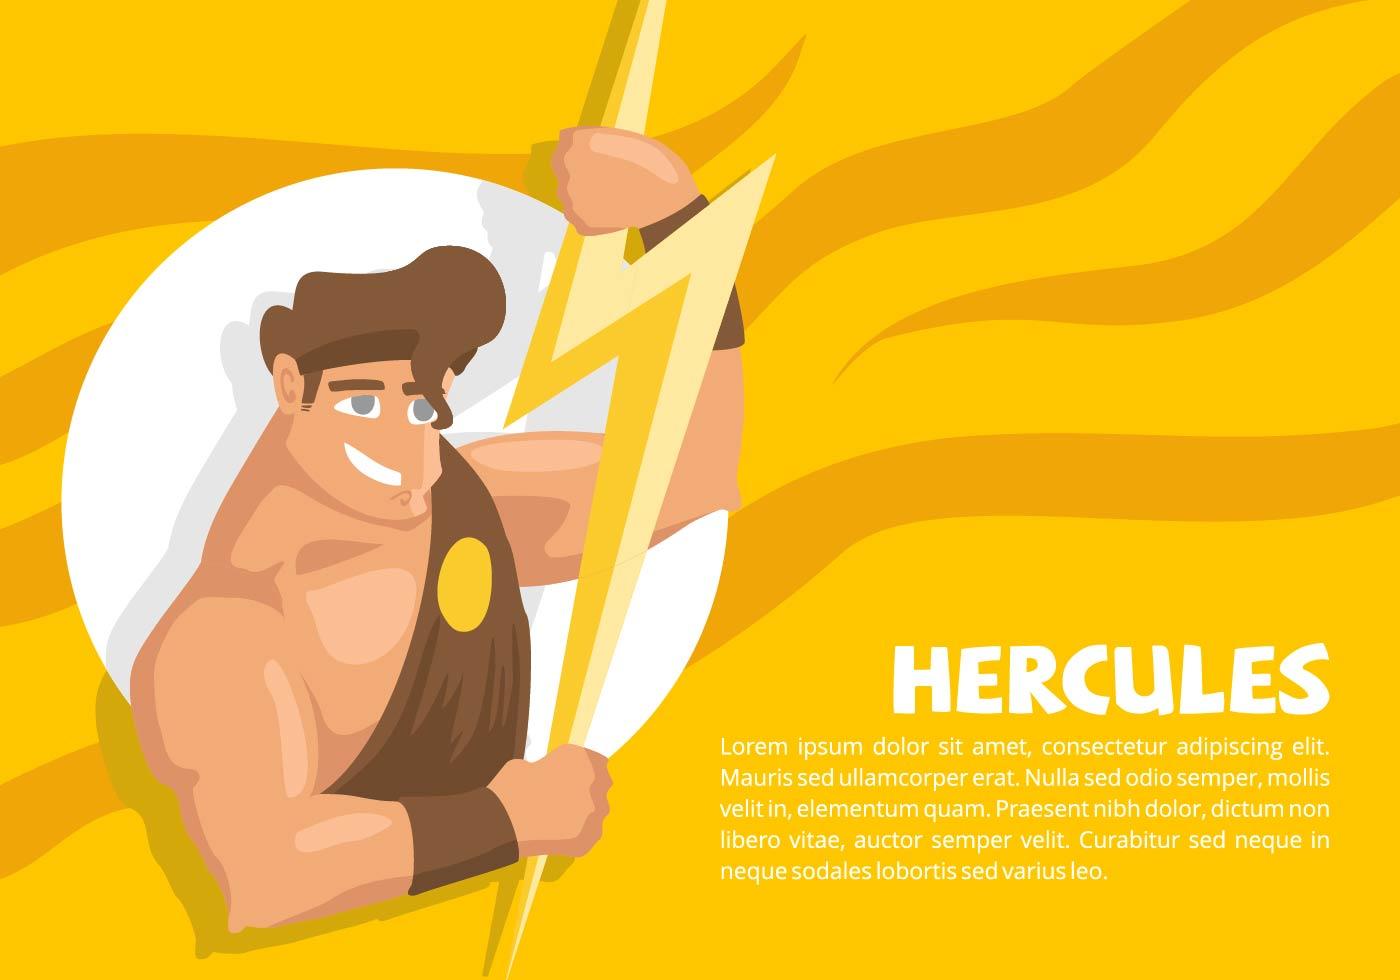 HERCULES
Lorem ipsum dolor sit amet, consectetur adipiscing elit.
Mauris sed ullamcorper erat. Nulla sed odio semper, mollis
velit in, elementum quam. Praesent nibh dolor, dictum non
libero vitae, auctor semper velit. Curabitur sed neque in
neque sodales lobortis sed varius leo.